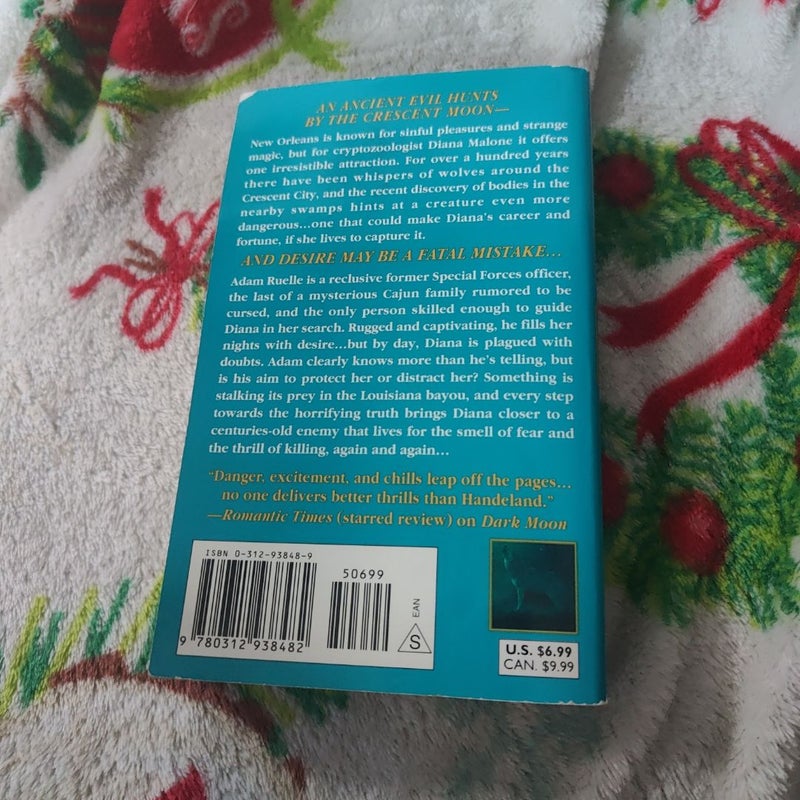 AN ANCIENT EVIL HUNTS
BY THE CRESCENT MOON—
New Orleans is known for sinful pleasures and strange
magic, but for cryptozoologist Diana Malone it offers
one irresistible attraction. For over a hundred years
there have been whispers of wolves around the
Crescent City, and the recent discovery of bodies in the
nearby swamps hints at a creature even more
dangerous...one that could make Diana's career and
fortune, if she lives to capture it.
AND DESIRE MAY BE A FATAL MISTAKE...
Adam Ruelle is a reclusive former Special Forces officer,
the last of a mysterious Cajun family rumored to be
cursed, and the only person skilled enough to guide
Diana in her search. Rugged and captivating, he fills her
nights with desire...but by day, Diana is plagued with
doubts. Adam clearly knows more than he's telling, but
is his aim to protect her or distract her? Something is
stalking its prey in the Louisiana bayou, and every step
towards the horrifying truth brings Diana closer to a
centuries-old enemy that lives for the smell of fear and
the thrill of killing, again and again...
"Danger, excitement, and chills leap off the pages...
no one delivers better thrills than Handeland."
—Romantic Times (starred review) on Dark Moon
ISBN 0-312-93848-9
50699
9 780312 938482
EAN
S
U.S. $6.99
CAN. $9.99